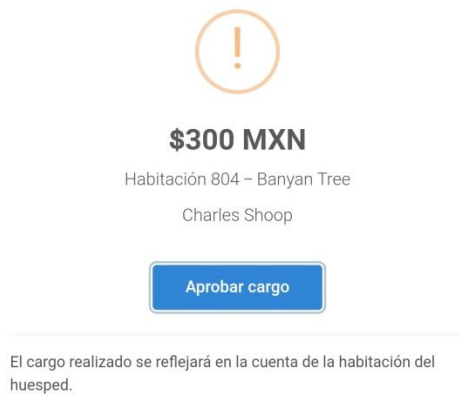 !
$300 MXN
Habitación 804 – Banyan Tree
Charles Shoop
Aprobar cargo
El cargo realizado se reflejará en la cuenta de la habitación del
huesped.